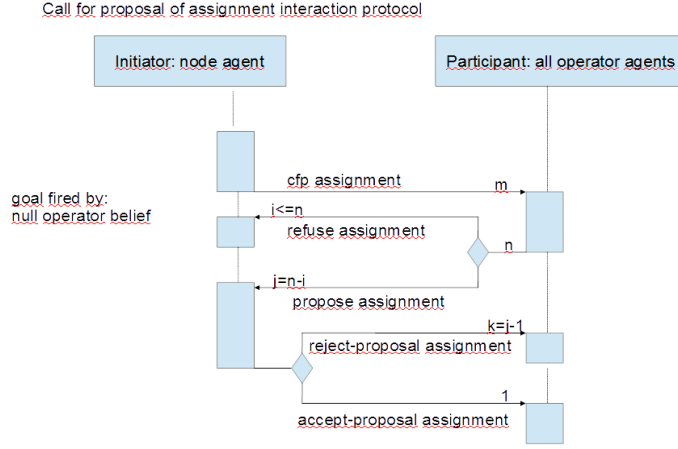 Call for proposal of assignment interaction protocol
Initiator: node agent
Participant: all operator agents
cfp assignment
m
goal fired by:
null operator belief
i<=n
refuse assignment
n
j=n-i
propose assignment
k=j-1
reject-proposal assignment
1
accept-proposal assignment